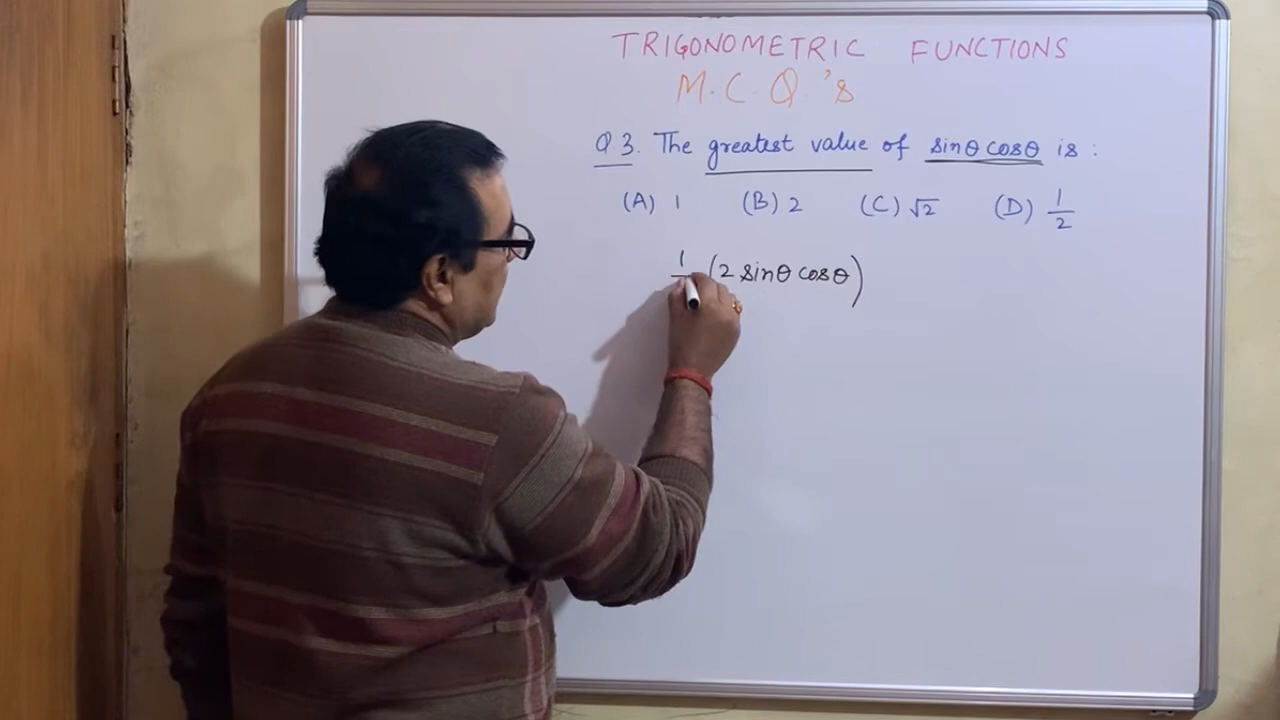 TRIGONOMETRIC FUNCTIONS
M.C.Q.'s
Q3. The greatest value of sinθ cosθ is :
(A) 1 (B) 2 (C) √2 (D) 1/2
1 (2 sinθ cosθ)